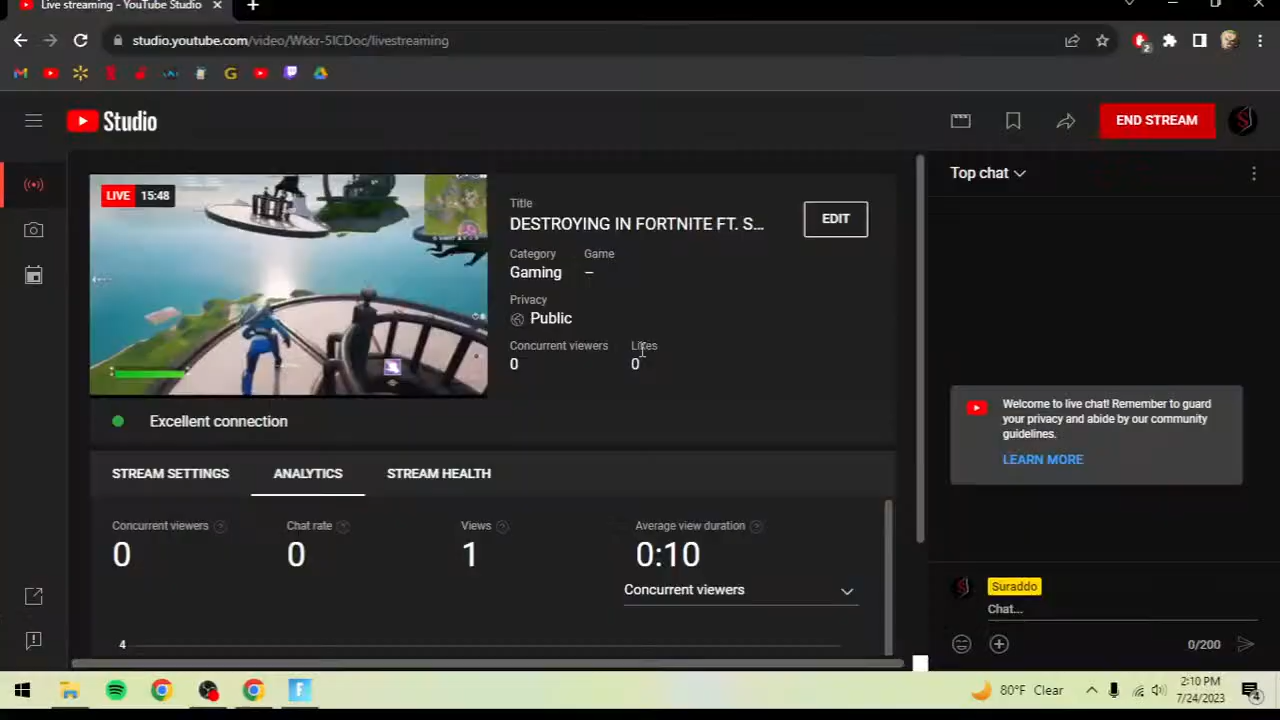 Live streaming - YouTube Studio
studio.youtube.com/video/Wkkr-5ICDoc/livestreaming
2
Studio
END STREAM
LIVE 15:48
Title
DESTROYING IN FORTNITE FT. S...
EDIT
Category Game
Gaming –
Privacy
Public
Concurrent viewers Likes
0 0
Excellent connection
STREAM SETTINGS ANALYTICS STREAM HEALTH
Concurrent viewers Chat rate Views Average view duration
0 0 1 0:10
Concurrent viewers
4
Top chat
Welcome to live chat! Remember to guard
your privacy and abide by our community
guidelines.
LEARN MORE
Suraddo
Chat...
0/200
80°F Clear
2:10 PM
7/24/2023
4